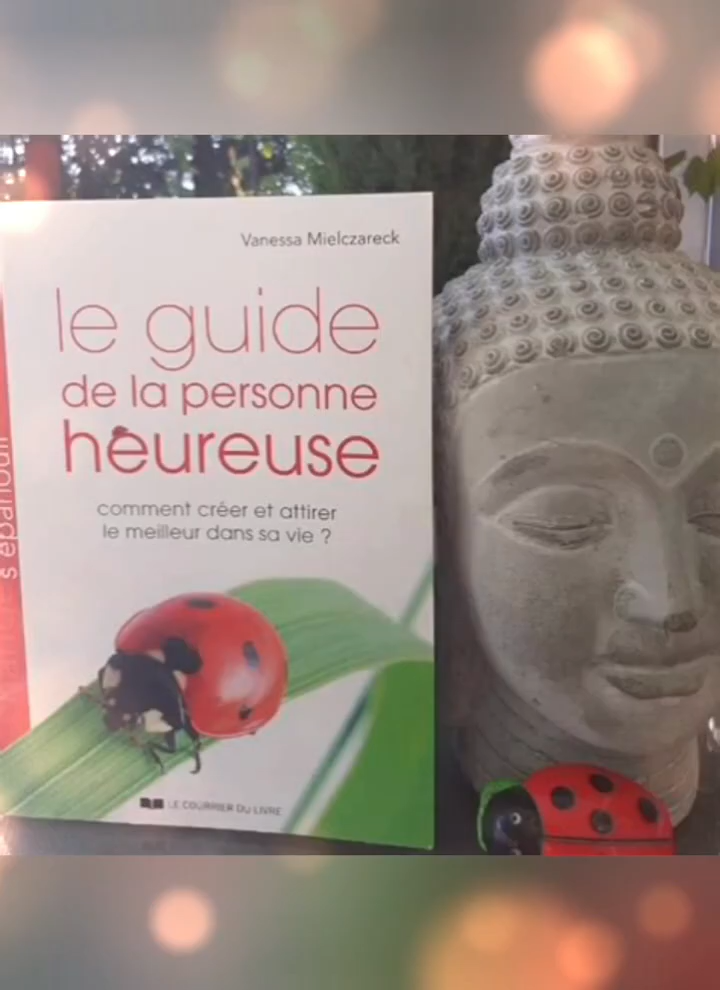 Vanessa Mielczareck
le guide
de la personne
heureuse
comment créer et attirer
le meilleur dans sa vie ?
LE COURRIER DU LIVRE
s'épanouir